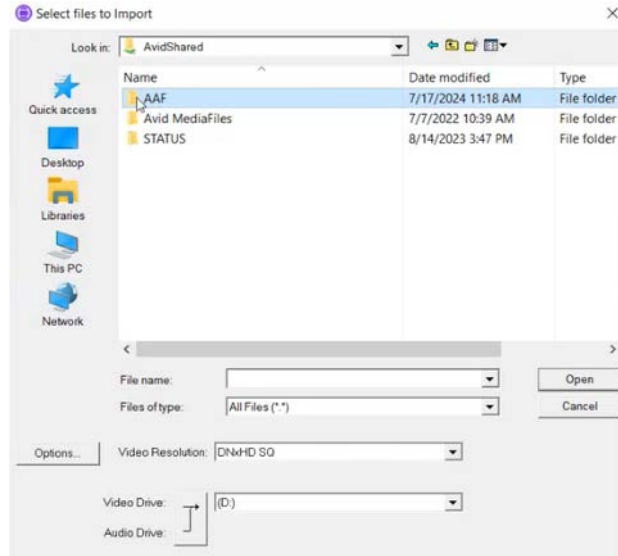 Select files to Import
Look in: AvidShared
Name Date modified Type
AAF 7/17/2024 11:18 AM File folder
Avid MediaFiles 7/7/2022 10:39 AM File folder
STATUS 8/14/2023 3:47 PM File folder
Quick access
Desktop
Libraries
This PC
Network
File name: Open
Files of type: All Files (*.*) Cancel
Options... Video Resolution: DNxHD SQ
Video Drive: (D:)
Audio Drive: